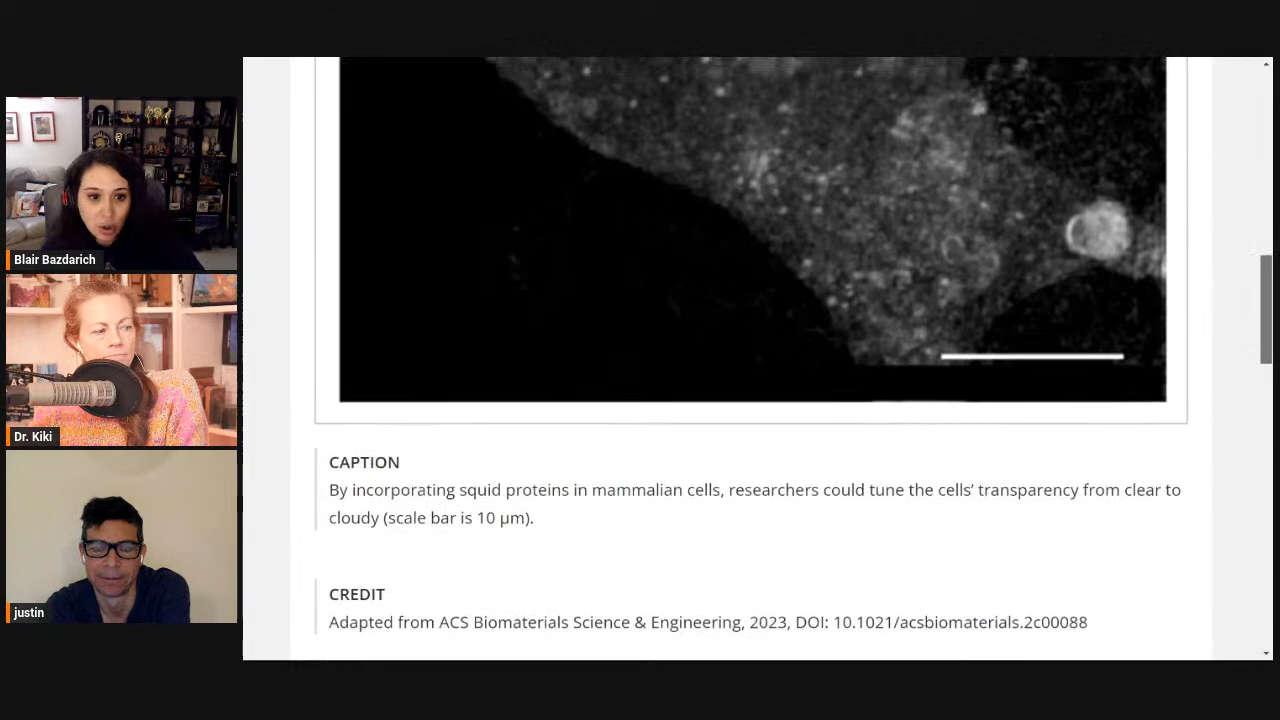 Blair Bazdarich
Dr. Kiki
justin
CAPTION
By incorporating squid proteins in mammalian cells, researchers could tune the cells’ transparency from clear to
cloudy (scale bar is 10 µm).
CREDIT
Adapted from ACS Biomaterials Science & Engineering, 2023, DOI: 10.1021/acsbiomaterials.2c00088